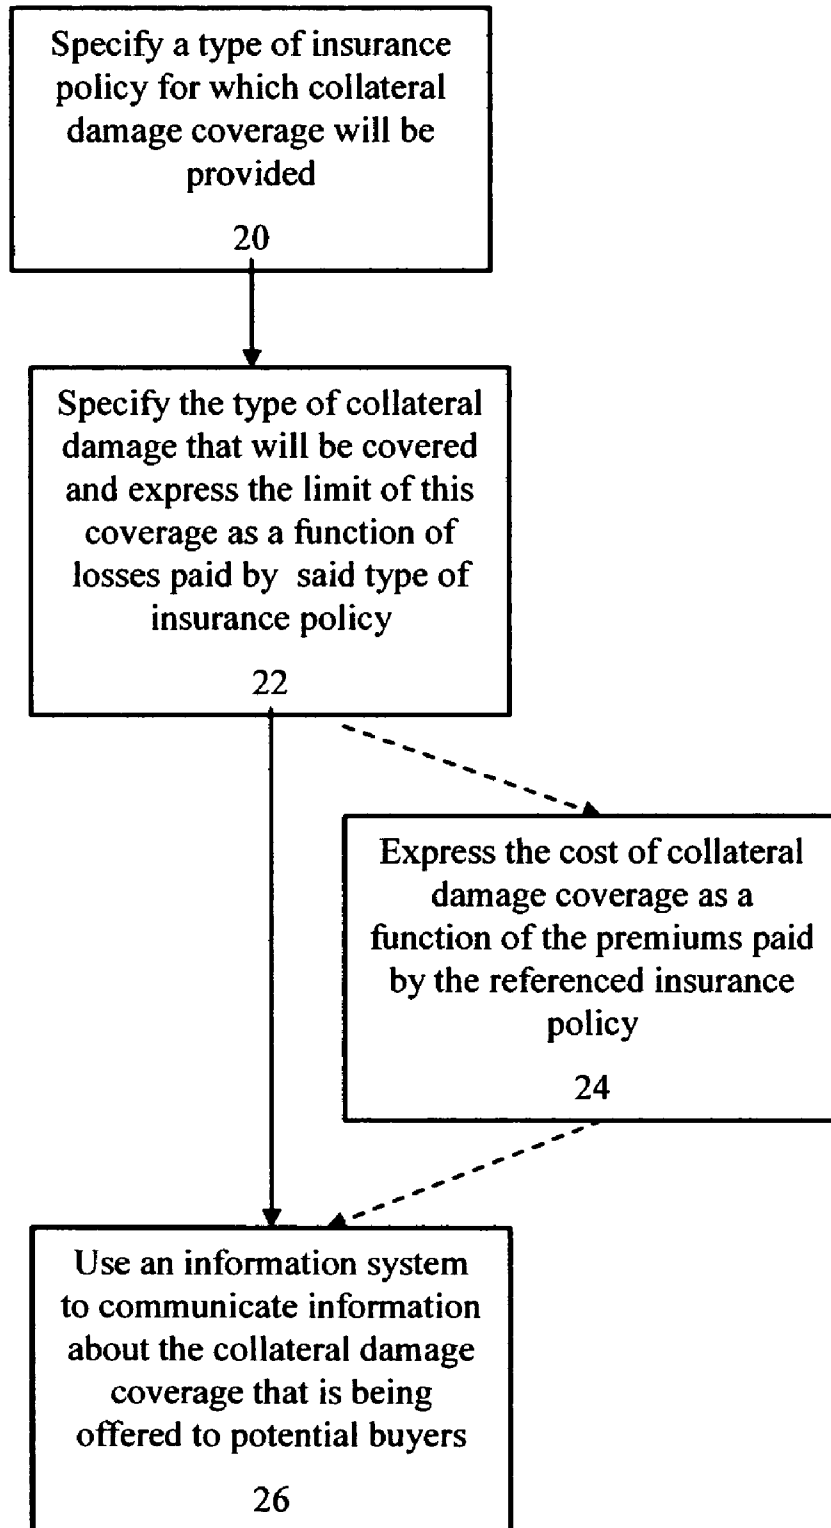 Specify a type of insurance
policy for which collateral
damage coverage will be
provided
20
Specify the type of collateral
damage that will be covered
and express the limit of this
coverage as a function of
losses paid by said type of
insurance policy
22
Express the cost of collateral
damage coverage as a
function of the premiums paid
by the referenced insurance
policy
24
Use an information system
to communicate information
about the collateral damage
coverage that is being
offered to potential buyers
26